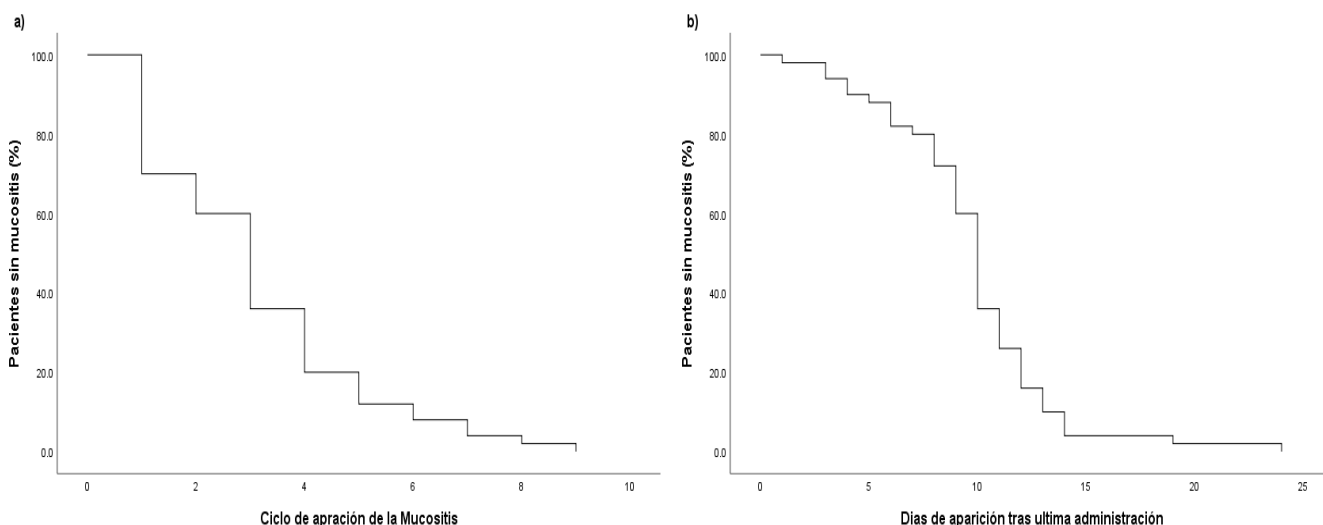 a)
Pacientes sin mucositis (%)
100.0
80.0
60.0
40.0
20.0
0.0
0 2 4 6 8 10
Ciclo de apración de la Mucositis
b)
Pacientes sin mucositis (%)
100.0
80.0
60.0
40.0
20.0
0.0
0 5 10 15 20 25
Dias de aparición tras ultima administración